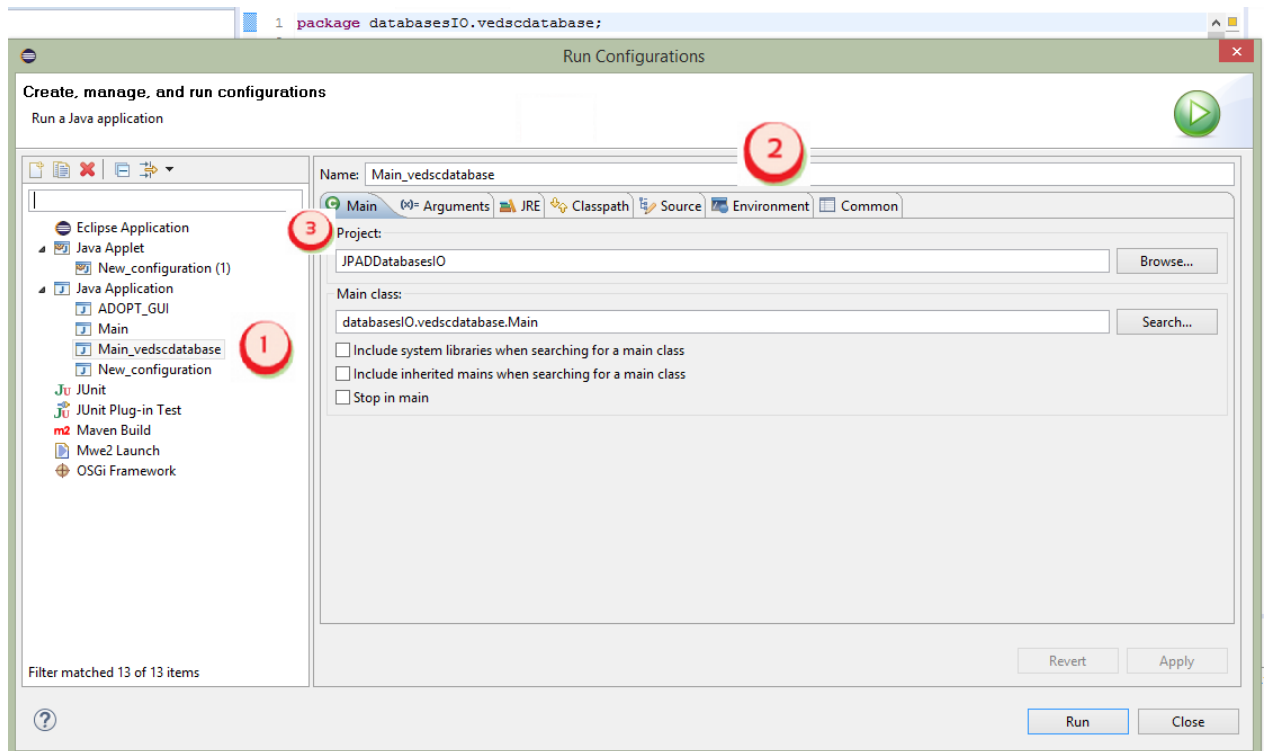 1 package databasesIO.vedscdatabase;
Run Configurations
Create, manage, and run configurations
Run a Java application
2
Name: Main_vedscdatabase
Main (x)= Arguments JRE Classpath Source Environment Common
3
Project:
JPADDatabasesIO Browse...
Main class:
databasesIO.vedscdatabase.Main Search...
Include system libraries when searching for a main class
Include inherited mains when searching for a main class
Stop in main
Eclipse Application
Java Applet
New_configuration (1)
Java Application
ADOPT_GUI
Main
Main_vedscdatabase
1
New_configuration
Ju JUnit
JUnit Plug-in Test
m2 Maven Build
Mwe2 Launch
OSGi Framework
Filter matched 13 of 13 items
Revert Apply
Run Close